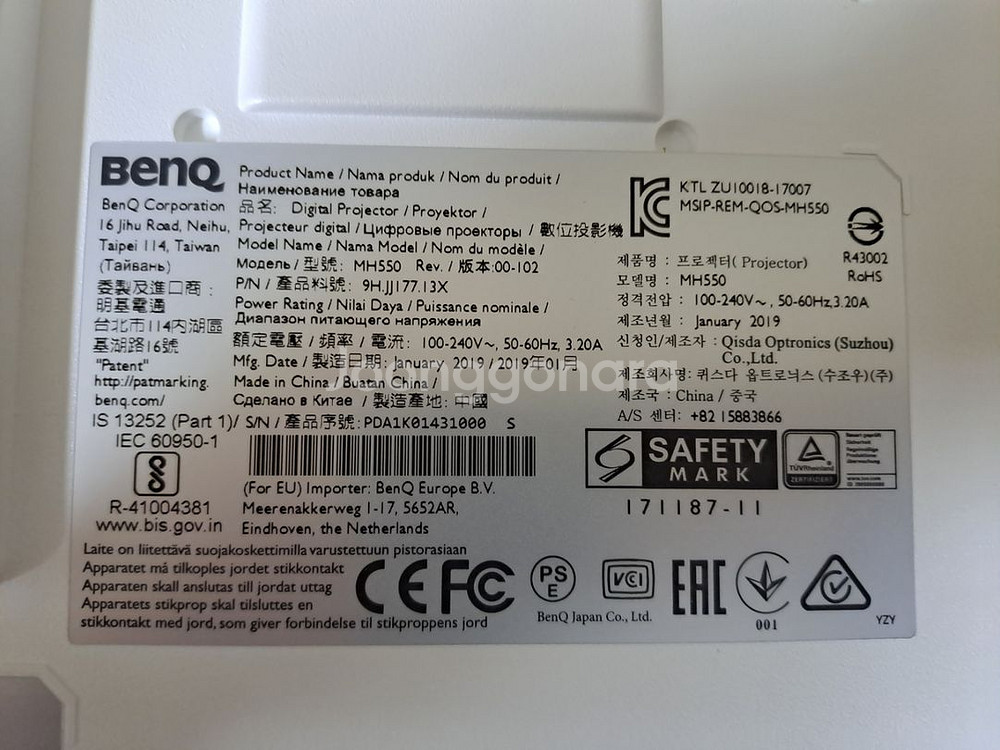 BenQ
BenQ Corporation
16 Jihu Road, Neihu,
Taipei 114, Taiwan
(Тайвань)
委製及進口商 :
明基電通
台北市114內湖區
基湖路16號
"Patent"
http://patmarking.
benq.com/
IS 13252 (Part 1)/
IEC 60950-1
R-41004381
www.bis.gov.in
Product Name / Nama produk / Nom du produit /
Наименование товара
品名: Digital Projector / Proyektor /
Projecteur digital / Цифровые проекторы / 數位投影機
Model Name / Nama Model / Nom du modèle /
Модель / 型號: MH550 Rev. / 版本:00-102
P/N / 產品料號: 9H.JJ177.13X
Power Rating / Nilai Daya / Puissance nominale /
Диапазон питающего напряжения
額定電壓 / 頻率 / 電流: 100-240V~, 50-60Hz, 3.20A
Mfg. Date / 製造日期: January 2019 / 2019年01月
Made in China / Buatan China /
Сделано в Китае / 製造產地: 中國
S/N / 產品序號: PDA1K01431000 S
(For EU) Importer: BenQ Europe B.V.
Meerenakkerweg 1-17, 5652AR,
Eindhoven, the Netherlands
KTL ZU10018-17007
MSIP-REM-QOS-MH550
R43002
RoHS
제품명 : 프로젝터( Projector)
모델명 : MH550
정격전압 : 100-240V~, 50-60Hz,3.20A
제조년월 : January 2019
신청인/제조자 : Qisda Optronics (Suzhou)
Co.,Ltd.
제조회사명: 퀴스다 옵트로닉스 (수조우)(주)
제조국 : China / 중국
A/S 센터: +82 15883866
SAFETY
MARK
171187-11
TÜVRheinland
ZERTIFIZIERT
Laite on liitettävä suojakoskettimilla varustettuun pistorasiaan
Apparatet må tilkoples jordet stikkontakt
Apparaten skall anslutas till jordat uttag
Apparatets stikprop skal tilsluttes en
stikkontakt med jord, som giver forbindelse til stikproppens jord
CE FC
PS
E
VCI
BenQ Japan Co., Ltd.
EAC
001
YZY
Joonggonara